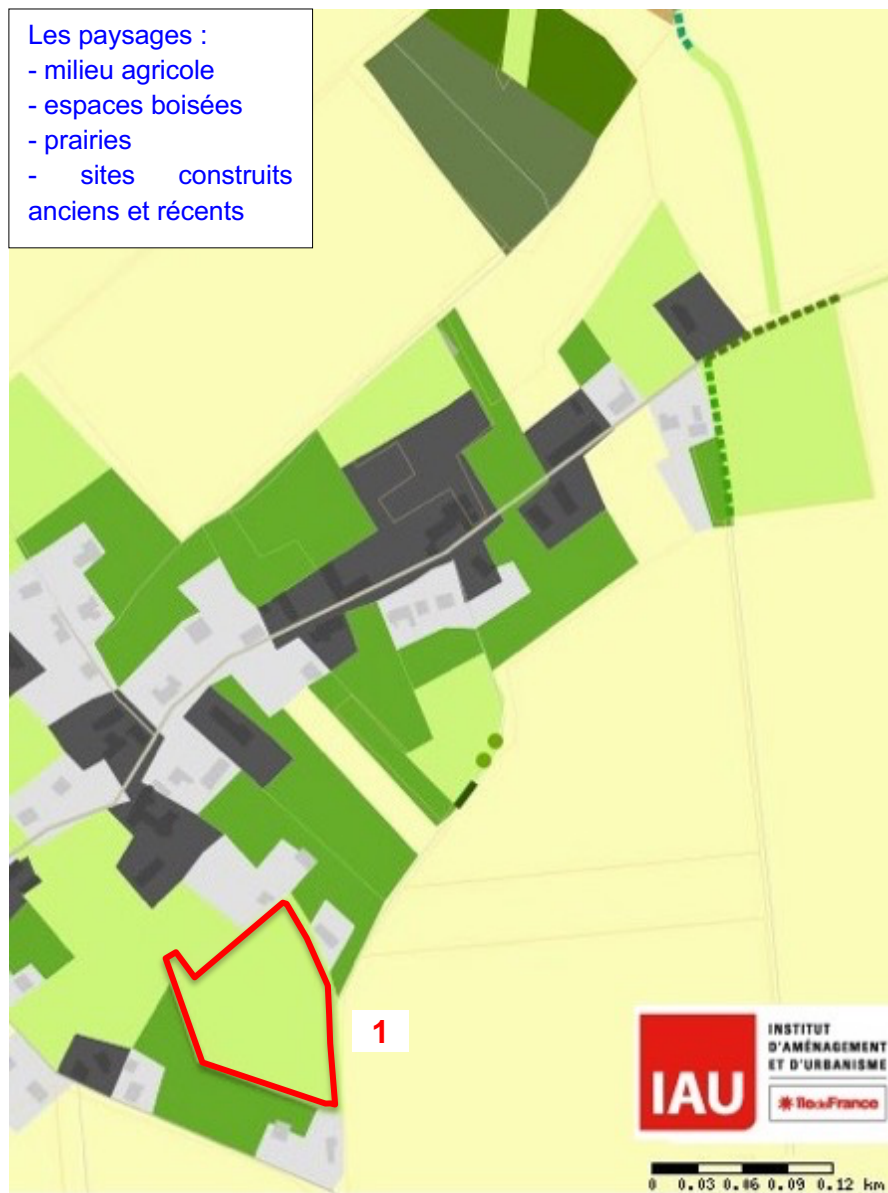 Les paysages :
- milieu agricole
- espaces boisées
- prairies
- sites construits
anciens et récents
1
IAU
INSTITUT
D'AMÉNAGEMENT
ET D'URBANISME
îledeFrance
0 0.03 0.06 0.09 0.12 km